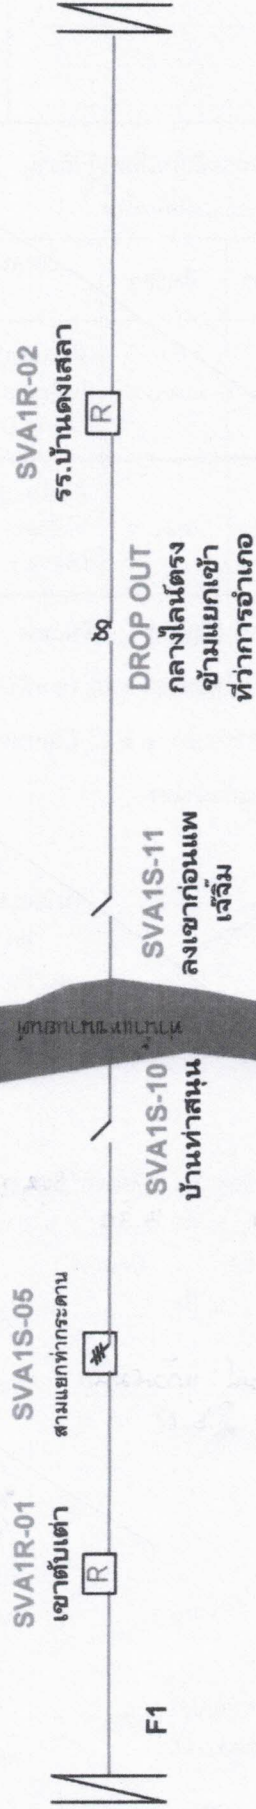 F1
SVA1R-01
เขาตับเต่า
R
SVA1S-05
สามแยกท่ากระดาน
SVA1S-10
บ้านท่าสนุน
SVA1S-11
ลงเขาก่อนแพ
เจ๊จิ๋ม
DROP OUT
กลางไลน์ตรง
ข้ามแยกเข้า
ที่ว่าการอำเภอ
SVA1R-02
รร.บ้านดงเสลา
R